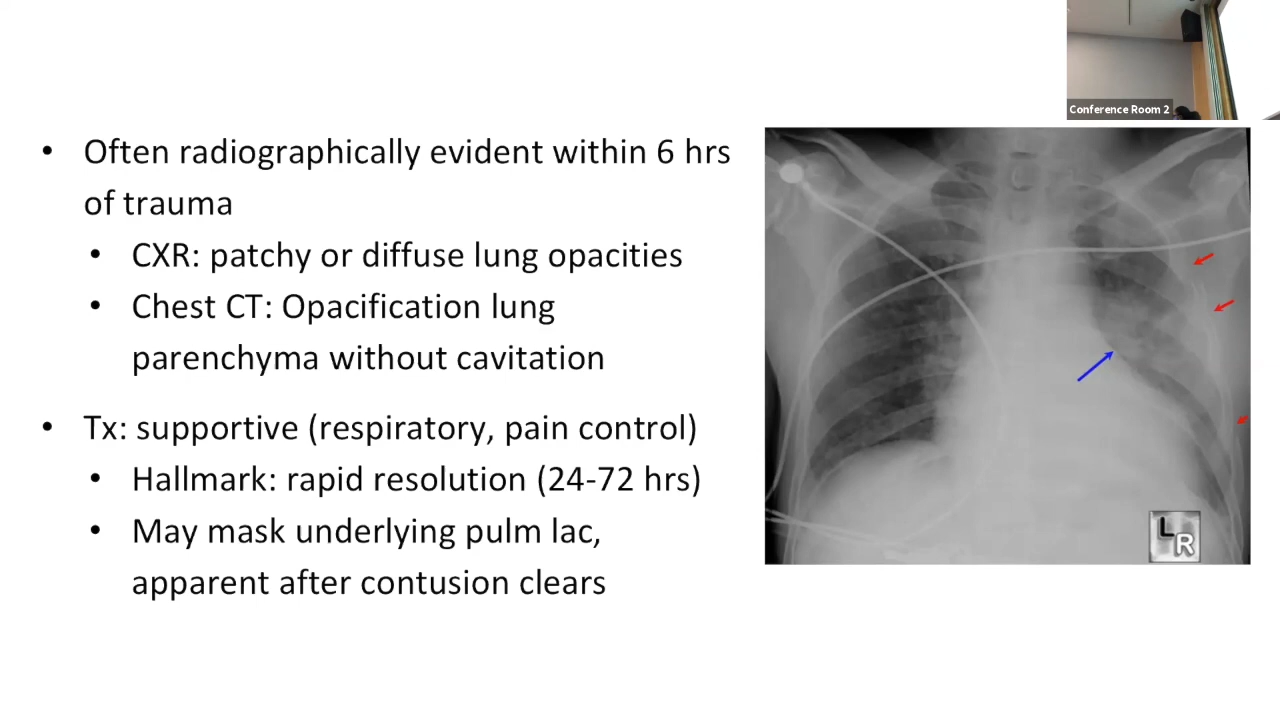 Conference Room 2
• Often radiographically evident within 6 hrs
of trauma
• CXR: patchy or diffuse lung opacities
• Chest CT: Opacification lung
parenchyma without cavitation
• Tx: supportive (respiratory, pain control)
• Hallmark: rapid resolution (24-72 hrs)
• May mask underlying pulm lac,
apparent after contusion clears
L
R